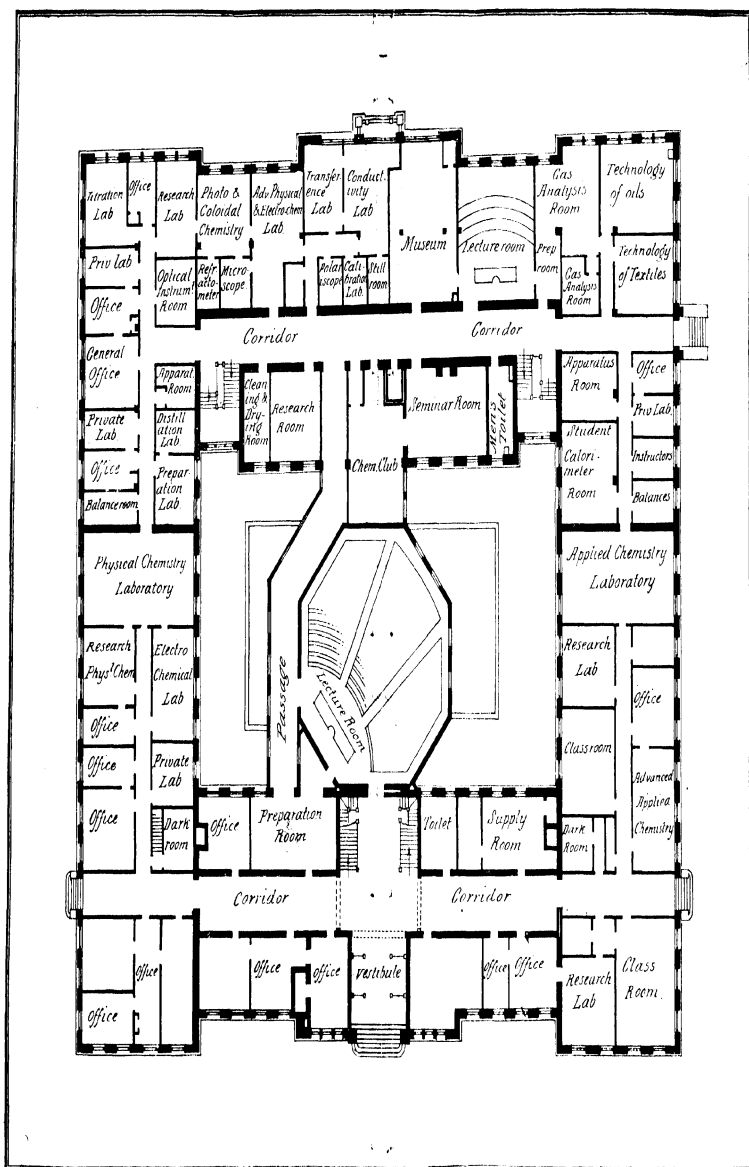 Titration
Lab
Office
Research
Lab
Photo &
Coloidal
Chemistry
Adv Physical
& Electrochem
Lab.
Transfer-
ence
Lab
Conduct-
ivity
Lab
Museum
Lecture room
Gas
Analysis
Room
Technology
of oils
Priv lab
Optical
Instrumt
Room
Refr
actο-
meter
Micro-
scope
Polar
iscope
Cali-
bration
Lab.
Still
room
Prep
room
Gas
Analysis
Room
Technology
of Textiles
Office
General
Office
Corridor
Corridor
Apparat.
Room
Clean
ing &
Dry-
ing
Room
Research
Room
Seminar Room
Men's
Toilet
Apparatus
Room
Office
Priv Lab.
Private
Lab
Distill
ation
Lab.
Chem. Club
Student
Calori-
meter
Room
Instructors
Office
Prepar-
ation
Lab.
Balances
Balance room
Physical Chemistry
Laboratory
Applied Chemistry
Laboratory
Research
Physl Chem
Electro
Chemical
Lab
Passage
Lecture Room
Research
Lab
Office
Office
Classroom
Office
Private
Lab
Advanced
Applied
Chemistry
Office
Dark
room
Office
Preparation
Room
Toilet
Supply
Room
Dark
Room
Corridor
Corridor
Office
Office
Office
Office
Vestibule
Office
Office
Research
Lab
Class
Room.